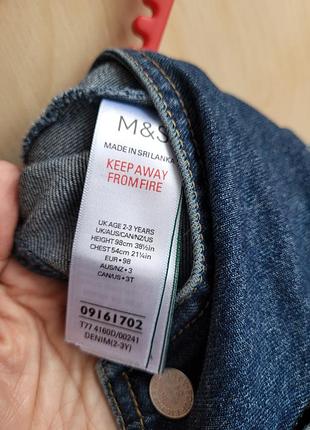 M&S
MADE IN SRI LANKA
KEEP AWAY
FROM FIRE
UK AGE 2-3 YEARS
UK/AUS/CAN/NZ/US
HEIGHT 98cm 38½in
CHEST 54cm 21¼in
EUR • 98
AUS/NZ • 3
CAN/US • 3T
09161702
T77 4160D/00241
DENIM(2-3Y)